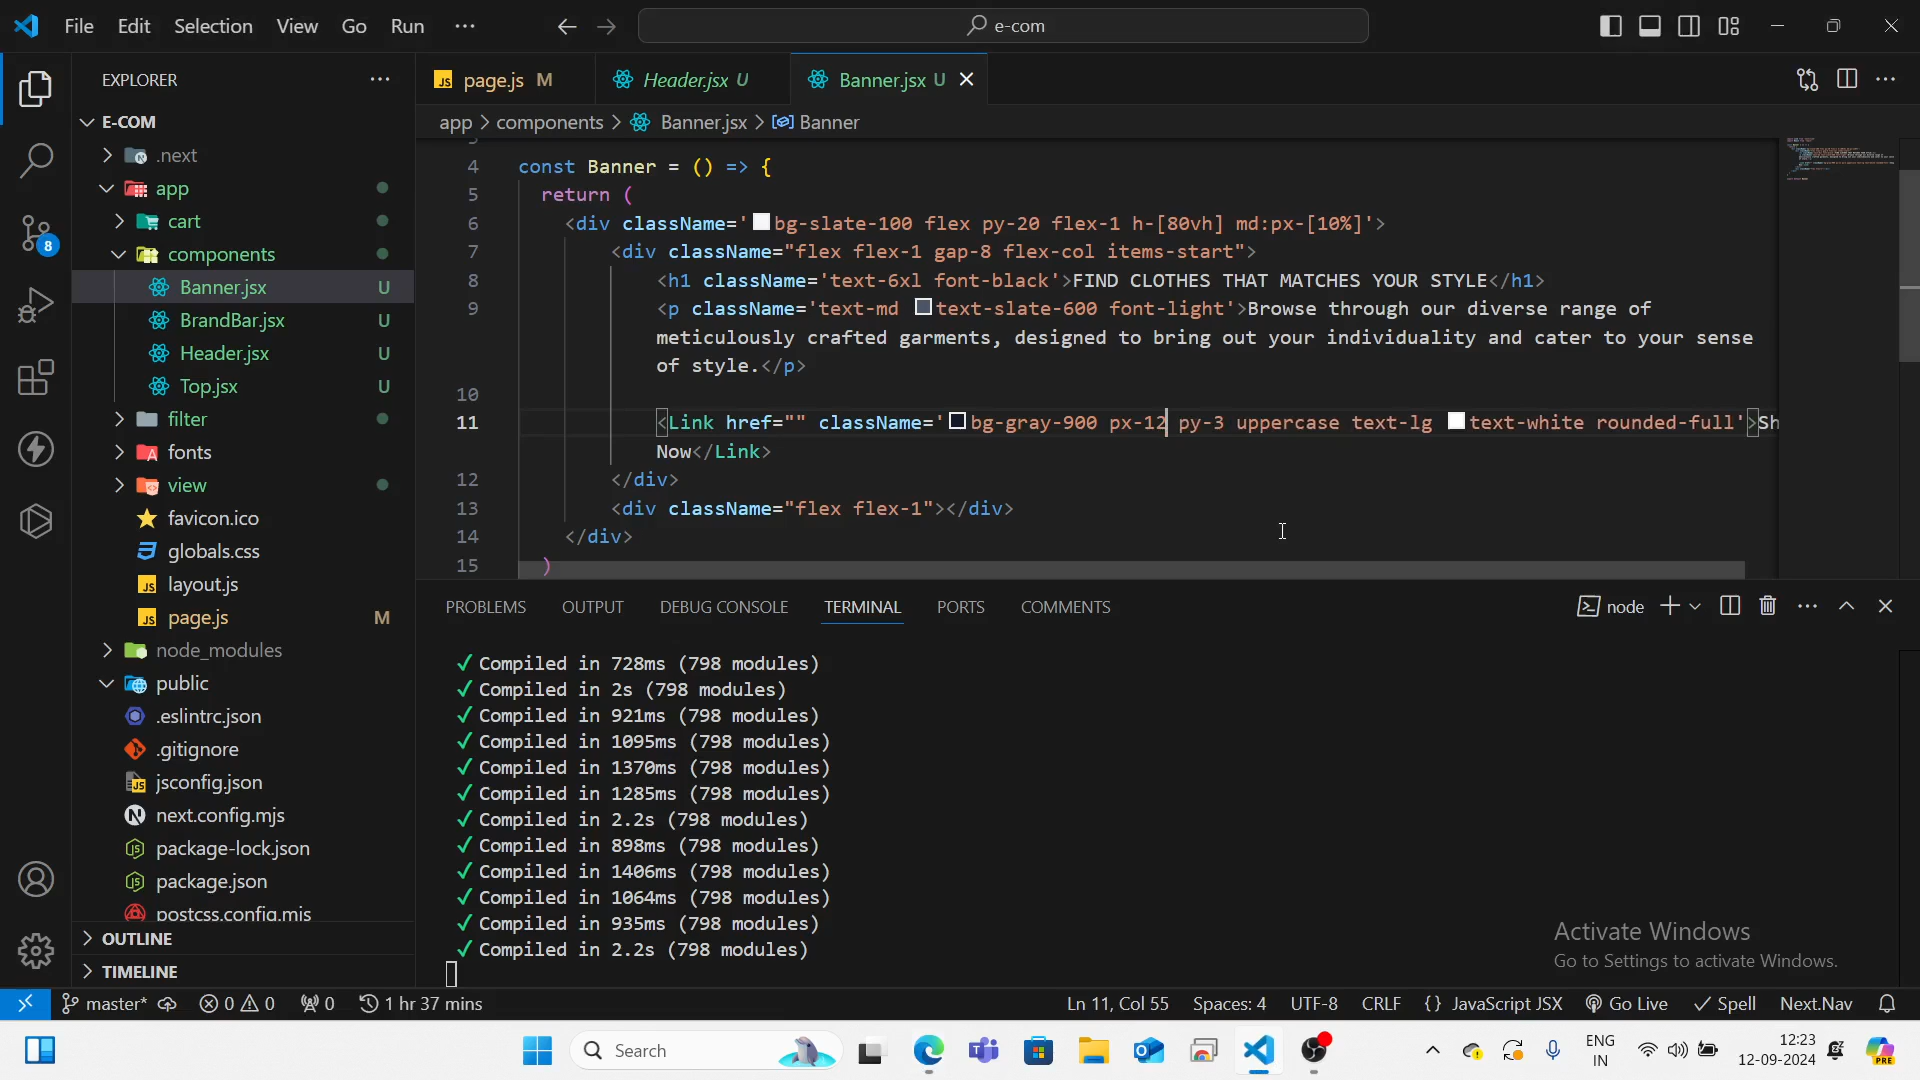 File Edit Selection View Go Run ··· e-com
EXPLORER ···
page.js M Header.jsx U Banner.jsx U
app > components > Banner.jsx > Banner
E-COM
.next
app
cart
components
Banner.jsx U
BrandBar.jsx U
Header.jsx U
Top.jsx U
filter
fonts
view
favicon.ico
globals.css
layout.js
page.js M
node_modules
public
.eslintrc.json
.gitignore
jsconfig.json
next.config.mjs
package-lock.json
package.json
postcss.config.mjs
OUTLINE
TIMELINE
4 const Banner = () => {
5 return (
6 <div className='bg-slate-100 flex py-20 flex-1 h-[80vh] md:px-[10%]'>
7 <div className="flex flex-1 gap-8 flex-col items-start">
8 <h1 className='text-6xl font-black'>FIND CLOTHES THAT MATCHES YOUR STYLE</h1>
9 <p className='text-md text-slate-600 font-light'>Browse through our diverse range of
meticulously crafted garments, designed to bring out your individuality and cater to your sense
of style.</p>
10
11 <Link href="" className='bg-gray-900 px-12 py-3 uppercase text-lg text-white rounded-full'>Sh
Now</Link>
12 </div>
13 <div className="flex flex-1"></div>
14 </div>
15 )
PROBLEMS OUTPUT DEBUG CONSOLE TERMINAL PORTS COMMENTS node
✓ Compiled in 728ms (798 modules)
✓ Compiled in 2s (798 modules)
✓ Compiled in 921ms (798 modules)
✓ Compiled in 1095ms (798 modules)
✓ Compiled in 1370ms (798 modules)
✓ Compiled in 1285ms (798 modules)
✓ Compiled in 2.2s (798 modules)
✓ Compiled in 898ms (798 modules)
✓ Compiled in 1406ms (798 modules)
✓ Compiled in 1064ms (798 modules)
✓ Compiled in 935ms (798 modules)
✓ Compiled in 2.2s (798 modules)
Activate Windows
Go to Settings to activate Windows.
master* 0 0 0 1 hr 37 mins Ln 11, Col 55 Spaces: 4 UTF-8 CRLF {} JavaScript JSX Go Live ✓ Spell Next.Nav
8
Search
ENG
IN
12:23
12-09-2024
PRE